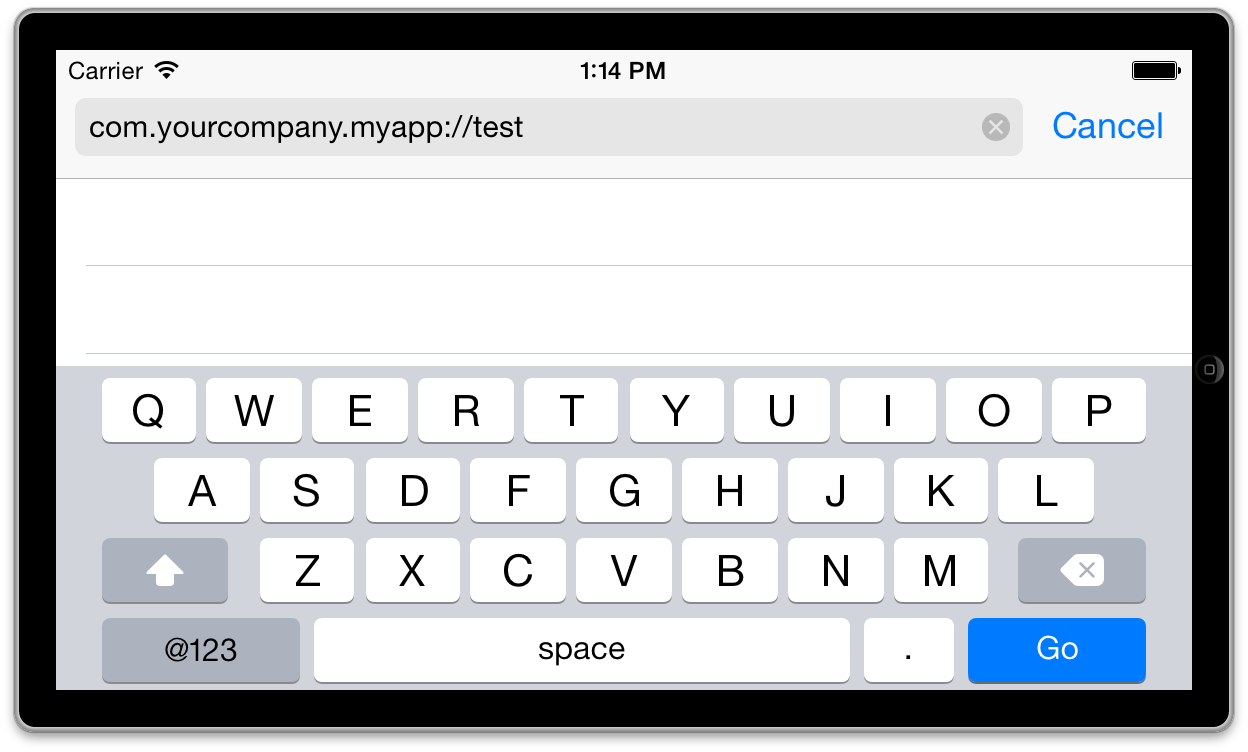 Carrier 1:14 PM
com.yourcompany.myapp://test Cancel
Q W E R T Y U I O P
A S D F G H J K L
Z X C V B N M
@123 space . Go